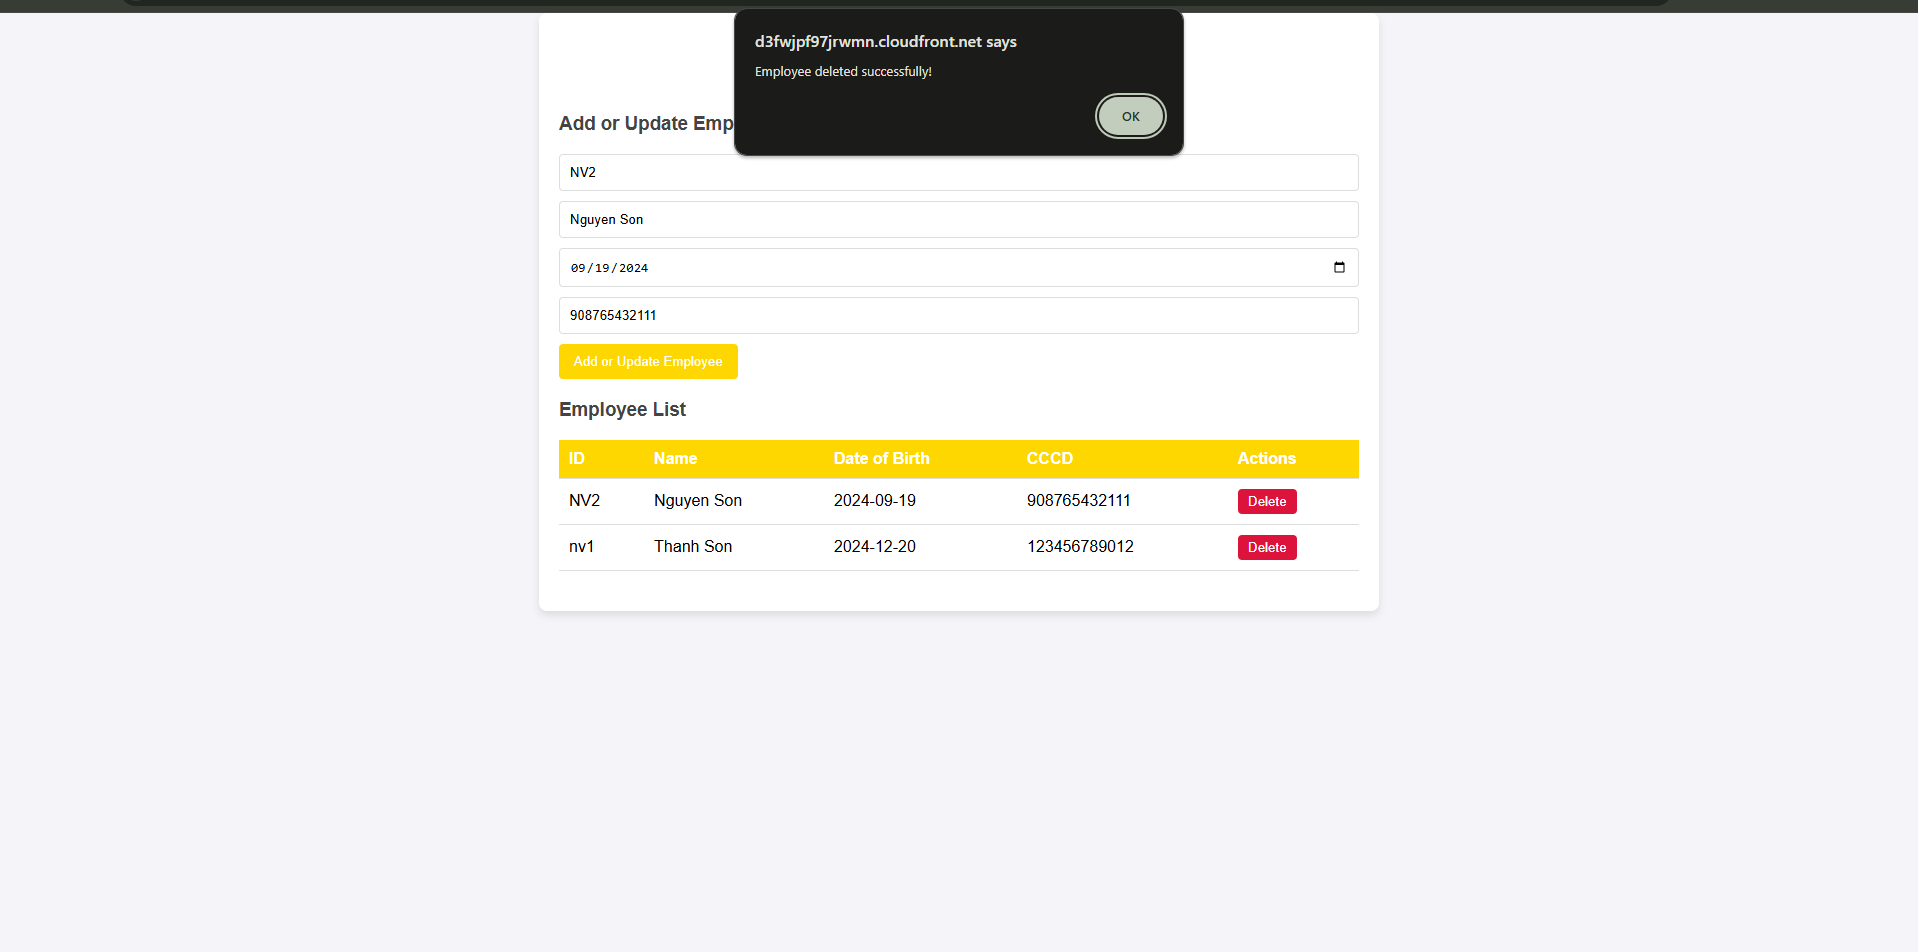 d3fwjpf97jrwmn.cloudfront.net says
Employee deleted successfully!
OK
Add or Update Emp
NV2
Nguyen Son
09/19/2024
908765432111
Add or Update Employee
Employee List
ID Name Date of Birth CCCD Actions
NV2 Nguyen Son 2024-09-19 908765432111 Delete
nv1 Thanh Son 2024-12-20 123456789012 Delete